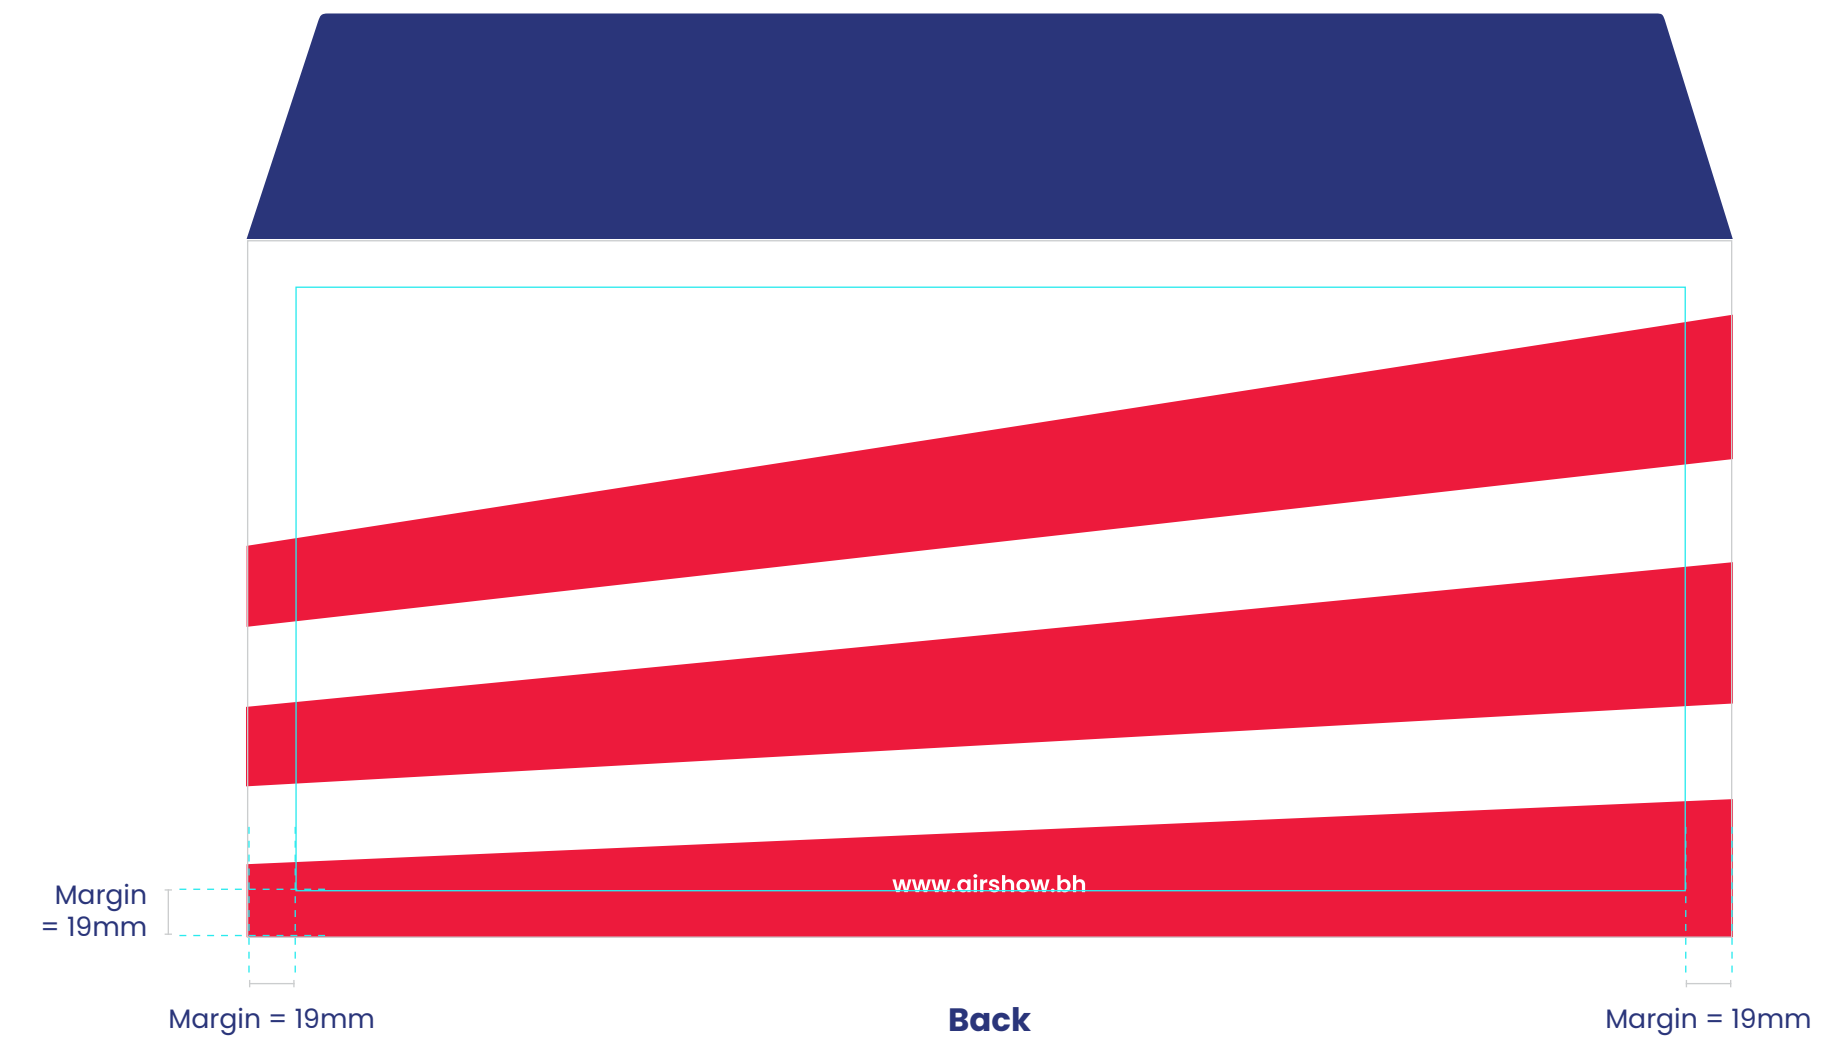 www.airshow.bh
Margin
= 19mm
Margin = 19mm
Back
Margin = 19mm